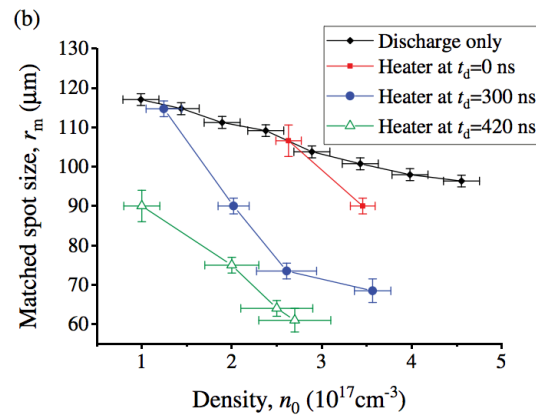 (b)
130
120
110
100
90
80
70
60
1
2
3
4
5
Matched spot size, r_m (μm)
Density, n_0 (10^17cm^-3)
Discharge only
Heater at t_d=0 ns
Heater at t_d=300 ns
Heater at t_d=420 ns